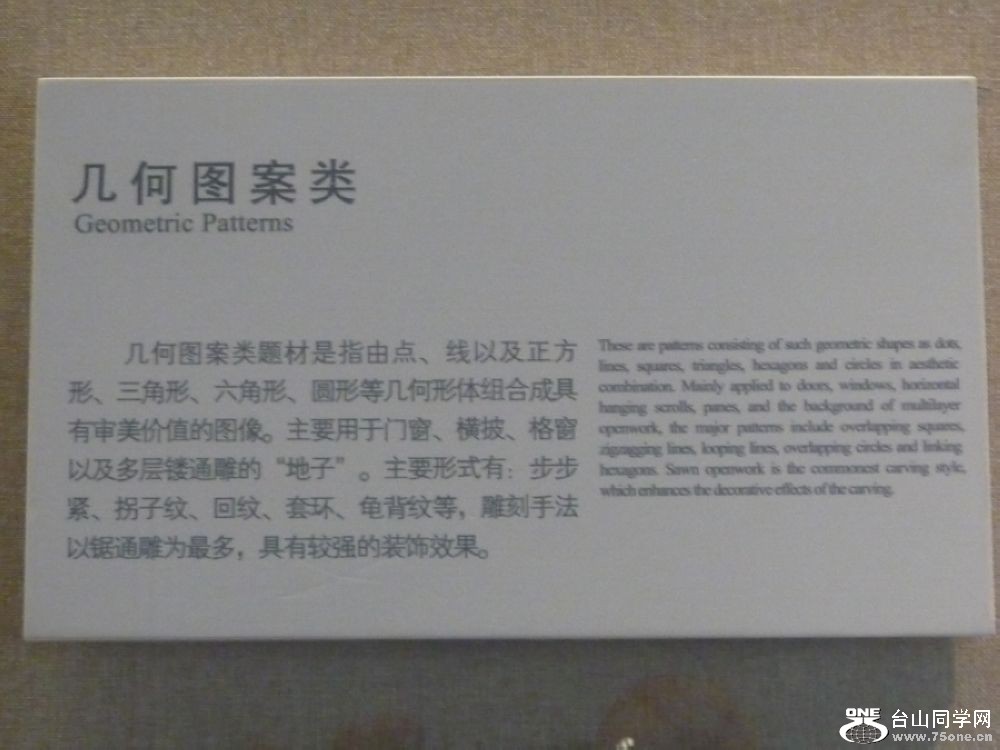 几何图案类
Geometric Patterns
几何图案类题材是指由点、线以及正方
形、三角形、六角形、圆形等几何形体组合成具
有审美价值的图像。主要用于门窗、横披、格窗
以及多层镂通雕的“地子”。主要形式有：步步
紧、拐子纹、回纹、套环、龟背纹等，雕刻手法
以锯通雕为最多，具有较强的装饰效果。
These are patterns consisting of such geometric shapes as dots,
lines, squares, triangles, hexagons and circles in aesthetic
combination. Mainly applied to doors, windows, horizontal
hanging scrolls, panes, and the background of multilayer
openwork, the major patterns include overlapping squares,
zigzagging lines, looping lines, overlapping circles and linking
hexagons. Sawn openwork is the commonest carving style,
which enhances the decorative effects of the carving.
ONE
台山同学网
www.75one.cn